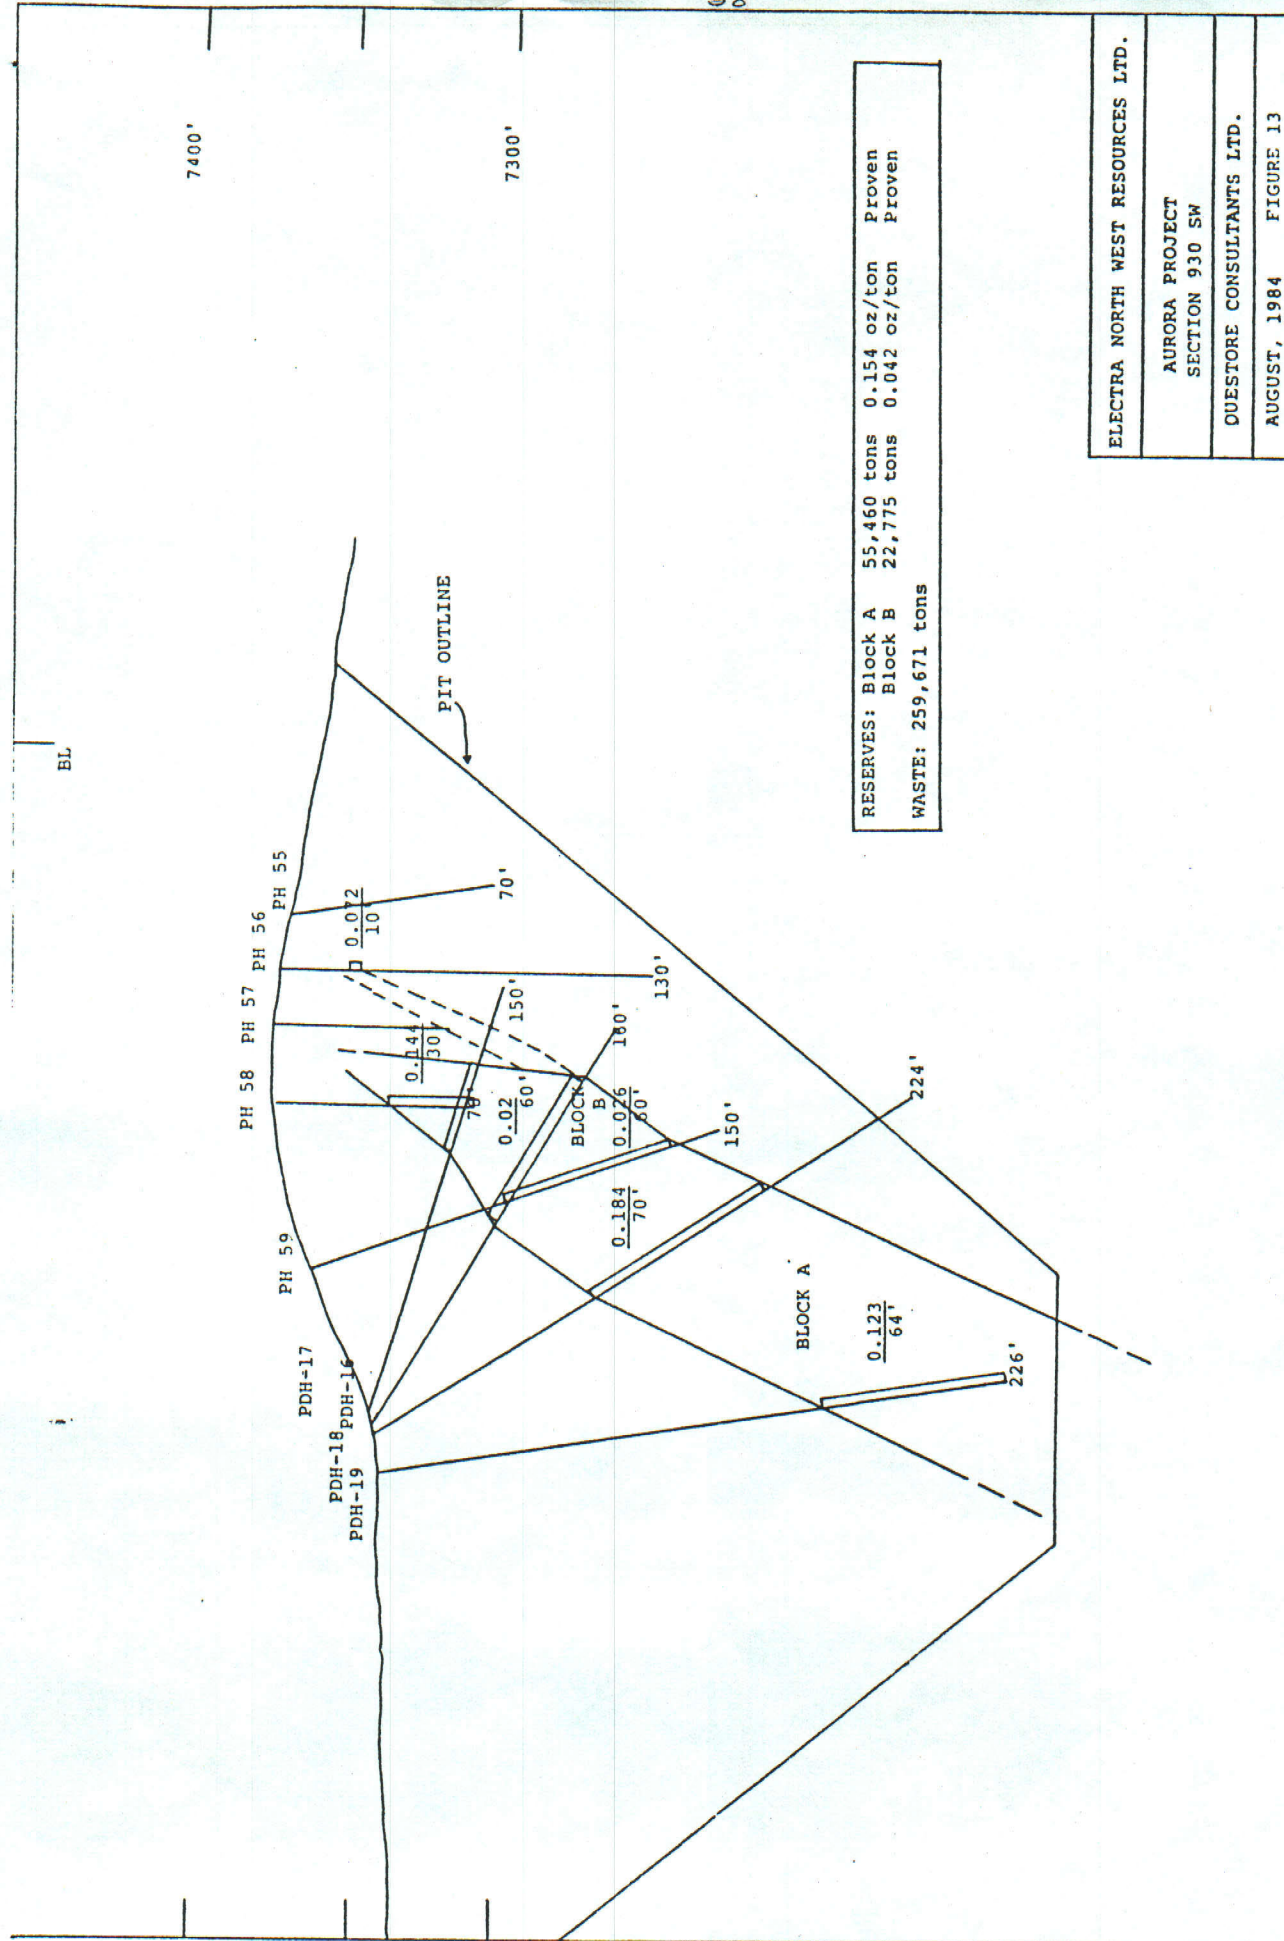 BL
7400'
7300'
PDH-19
PDH-18
PDH-17
PDH-16
PH 59
PH 58
PH 57
PH 56
PH 55
0.072
10
0.144
30'
70'
150'
70'
0.02
60'
130'
160'
BLOCK
B
0.026
60'
150'
0.184
70'
224'
PIT OUTLINE
BLOCK A
0.123
64'
226'
RESERVES: Block A 55,460 tons 0.154 oz/ton Proven
Block B 22,775 tons 0.042 oz/ton Proven
WASTE: 259,671 tons
ELECTRA NORTH WEST RESOURCES LTD.
AURORA PROJECT
SECTION 930 SW
QUESTORE CONSULTANTS LTD.
AUGUST, 1984 FIGURE 13